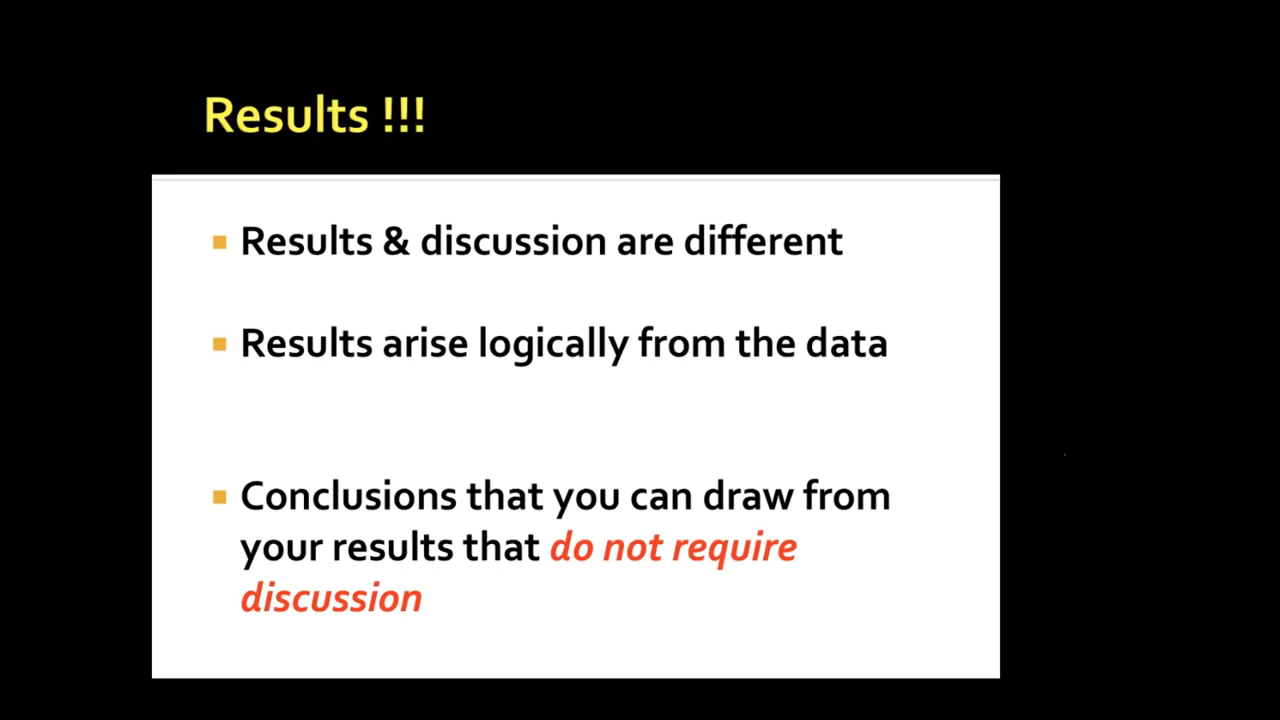 Results !!!
Results & discussion are different
Results arise logically from the data
Conclusions that you can draw from
your results that do not require
discussion